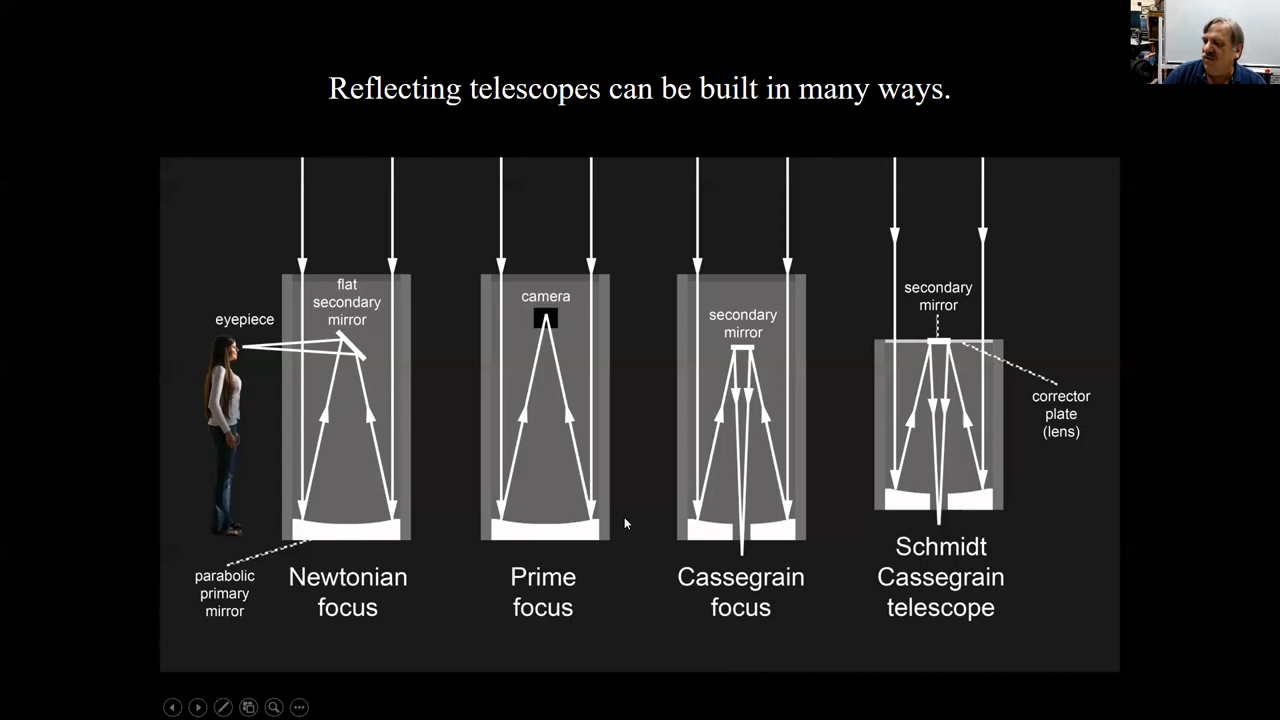 Reflecting telescopes can be built in many ways.
eyepiece
flat
secondary
mirror
parabolic
primary
mirror
Newtonian
focus
camera
Prime
focus
secondary
mirror
Cassegrain
focus
secondary
mirror
corrector
plate
(lens)
Schmidt
Cassegrain
telescope